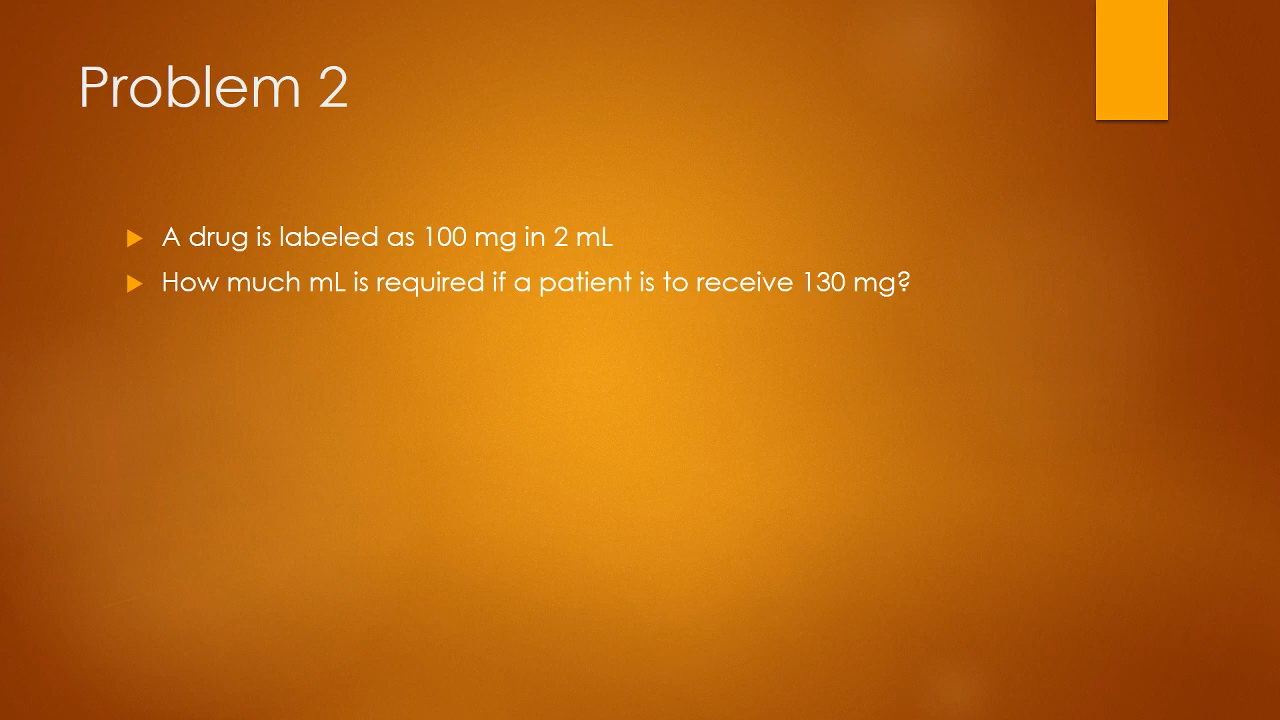 Problem 2
A drug is labeled as 100 mg in 2 mL
How much mL is required if a patient is to receive 130 mg?